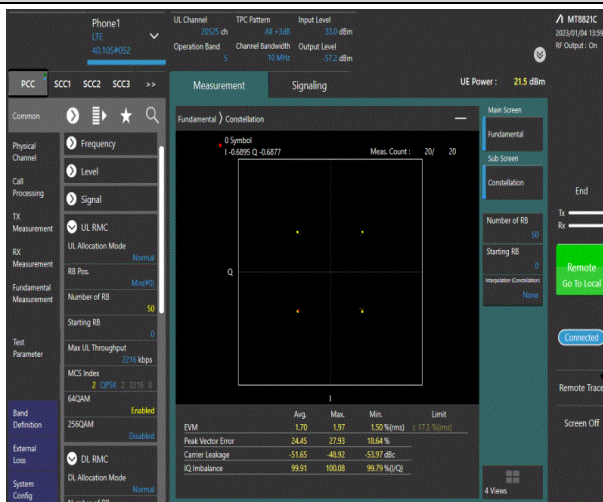 Phone1
LTE
40.105#052
UL Channel TPC Pattern Input Level
20525 ch All +3dB 33.0 dBm
Operation Band Channel Bandwidth Output Level
5 10 MHz -57.2 dBm
MT8821C
2023/01/04 13:59
RF Output : On
PCC SCC1 SCC2 SCC3 >>
Measurement Signaling
UE Power : 21.5 dBm
Common
Physical
Channel
Call
Processing
TX
Measurement
RX
Measurement
Fundamental
Measurement
Test
Parameter
Band
Definition
External
Loss
System
Config
Frequency
Level
Signal
UL RMC
UL Allocation Mode
Normal
RB Pos.
Min(#0)
Number of RB
50
Starting RB
0
Max UL Throughput
2216 kbps
MCS Index
2 QPSK 2 2216 8
64QAM
Enabled
256QAM
Disabled
DL RMC
DL Allocation Mode
Normal
Number of RB
Fundamental ⟩ Constellation
0 Symbol
I -0.6895 Q -0.6877 Meas. Count : 20/ 20
Q
I
Avg. Max. Min. Limit
EVM 1.70 1.97 1.50 %(rms) ≤ 17.5 %(rms)
Peak Vector Error 24.45 27.93 18.64 %
Carrier Leakage -51.65 -48.92 -53.97 dBc
IQ Imbalance 99.91 100.08 99.79 %(I/Q)
Main Screen
Fundamental
Sub Screen
Constellation
Number of RB
50
Starting RB
0
Interpolation (Constellation)
None
4 Views
End
Tx
Rx
Remote
Go To Local
Connected
Remote Trace
Screen Off